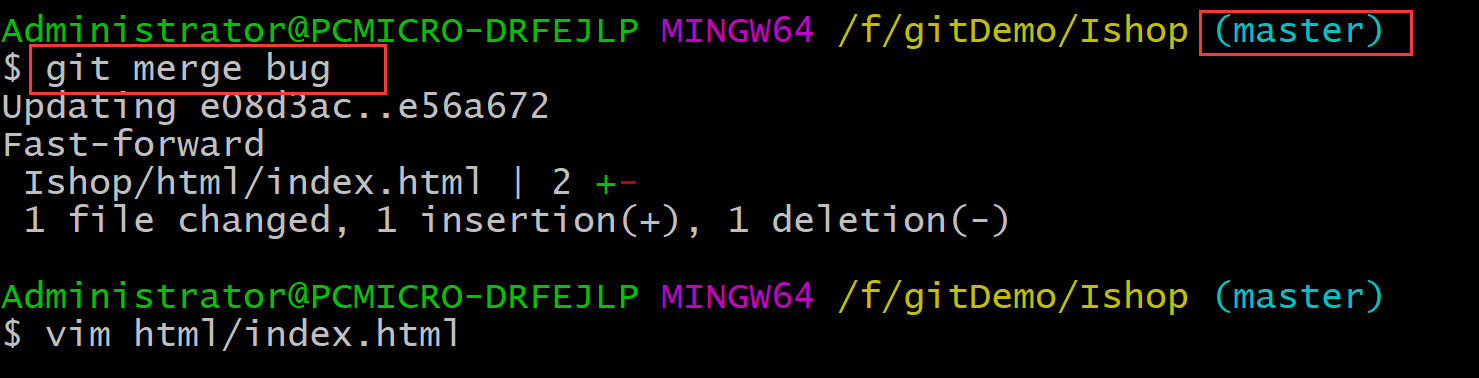 Administrator@PCMICRO-DRFEJLP MINGW64 /f/gitDemo/Ishop (master)
$ git merge bug
Updating e08d3ac..e56a672
Fast-forward
 Ishop/html/index.html | 2 +-
 1 file changed, 1 insertion(+), 1 deletion(-)
Administrator@PCMICRO-DRFEJLP MINGW64 /f/gitDemo/Ishop (master)
$ vim html/index.html